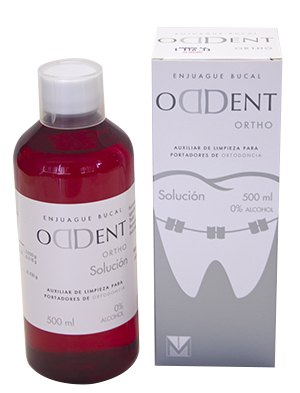 ENJUAGUE BUCAL
ODDENT
ORTHO
AUXILIAR DE LIMPIEZA PARA
PORTADORES DE ORTODONCIA
Solución
500 ml
0% ALCOHOL
ENJUAGUE BUCAL
ODDENT
ORTHO
Solución
AUXILIAR DE LIMPIEZA PARA
PORTADORES DE ORTODONCIA
0%
ALCOHOL
500 ml